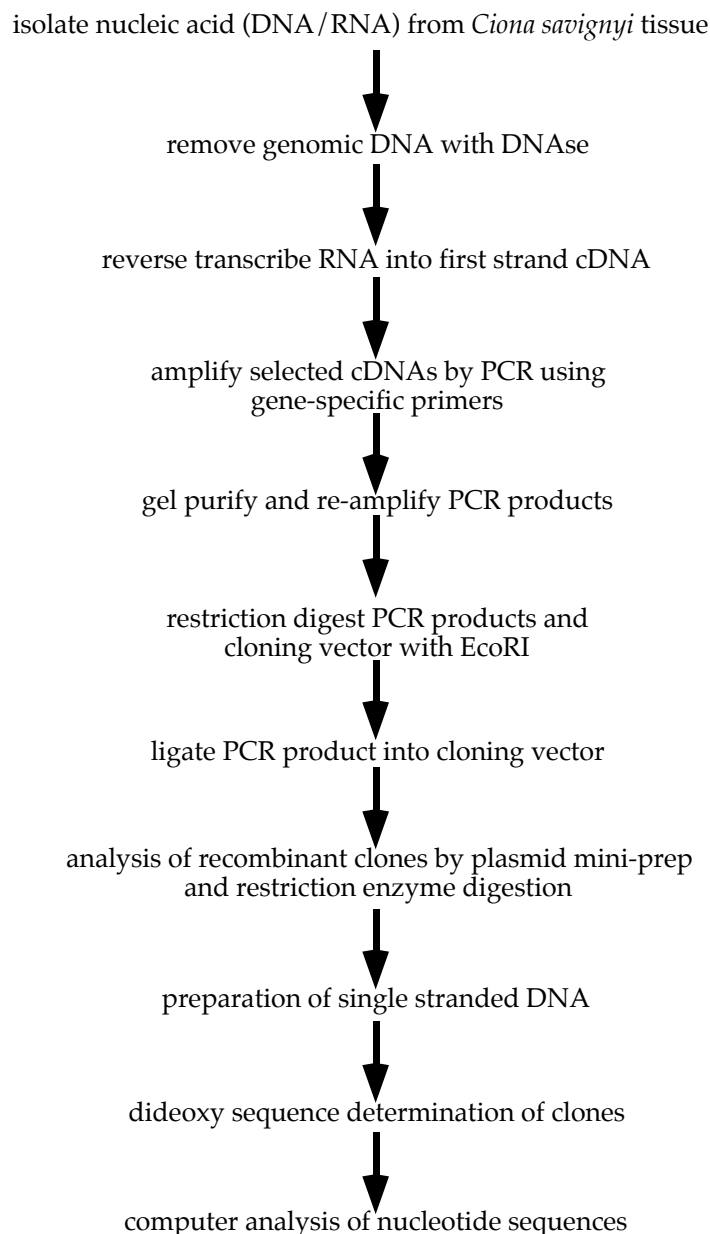 isolate nucleic acid (DNA/RNA) from Ciona savignyi tissue
remove genomic DNA with DNAse
reverse transcribe RNA into first strand cDNA
amplify selected cDNAs by PCR using
gene-specific primers
gel purify and re-amplify PCR products
restriction digest PCR products and
cloning vector with EcoRI
ligate PCR product into cloning vector
analysis of recombinant clones by plasmid mini-prep
and restriction enzyme digestion
preparation of single stranded DNA
dideoxy sequence determination of clones
computer analysis of nucleotide sequences